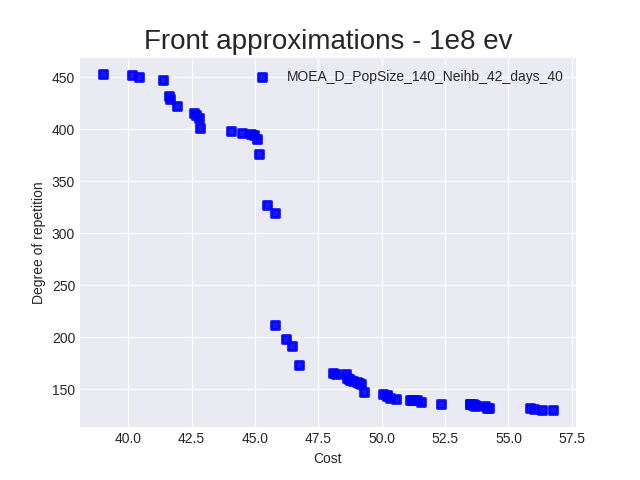 Front approximations - 1e8 ev
MOEA_D_PopSize_140_Neihb_42_days_40
Degree of repetition
450
400
350
300
250
200
150
40.0 42.5 45.0 47.5 50.0 52.5 55.0 57.5
Cost